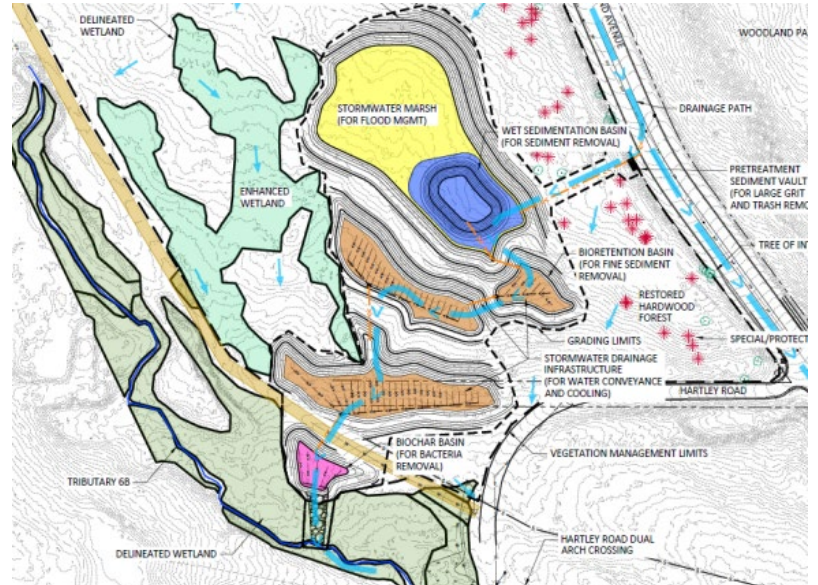 DELINEATED
WETLAND
WOODLAND
DRAINAGE PATH
STORMWATER MARSH
(FOR FLOOD MGMT)
WET SEDIMENTATION BASIN
(FOR SEDIMENT REMOVAL)
PRETREATMENT
SEDIMENT VAULT
(FOR LARGE GRIT
AND TRASH REMO
ENHANCED
WETLAND
TREE OF INT
BIORETENTION BASIN
(FOR FINE SEDIMENT
REMOVAL)
RESTORED
HARDWOOD
FOREST
SPECIAL/PROTECT
GRADING LIMITS
STORMWATER DRAINAGE
INFRASTRUCTURE
(FOR WATER CONVEYANCE
AND COOLING)
HARTLEY ROAD
BIOCHAR BASIN
(FOR BACTERIA
REMOVAL)
VEGETATION MANAGEMENT LIMITS
TRIBUTARY 6B
DELINEATED WETLAND
HARTLEY ROAD DUAL
ARCH CROSSING
AVENUE